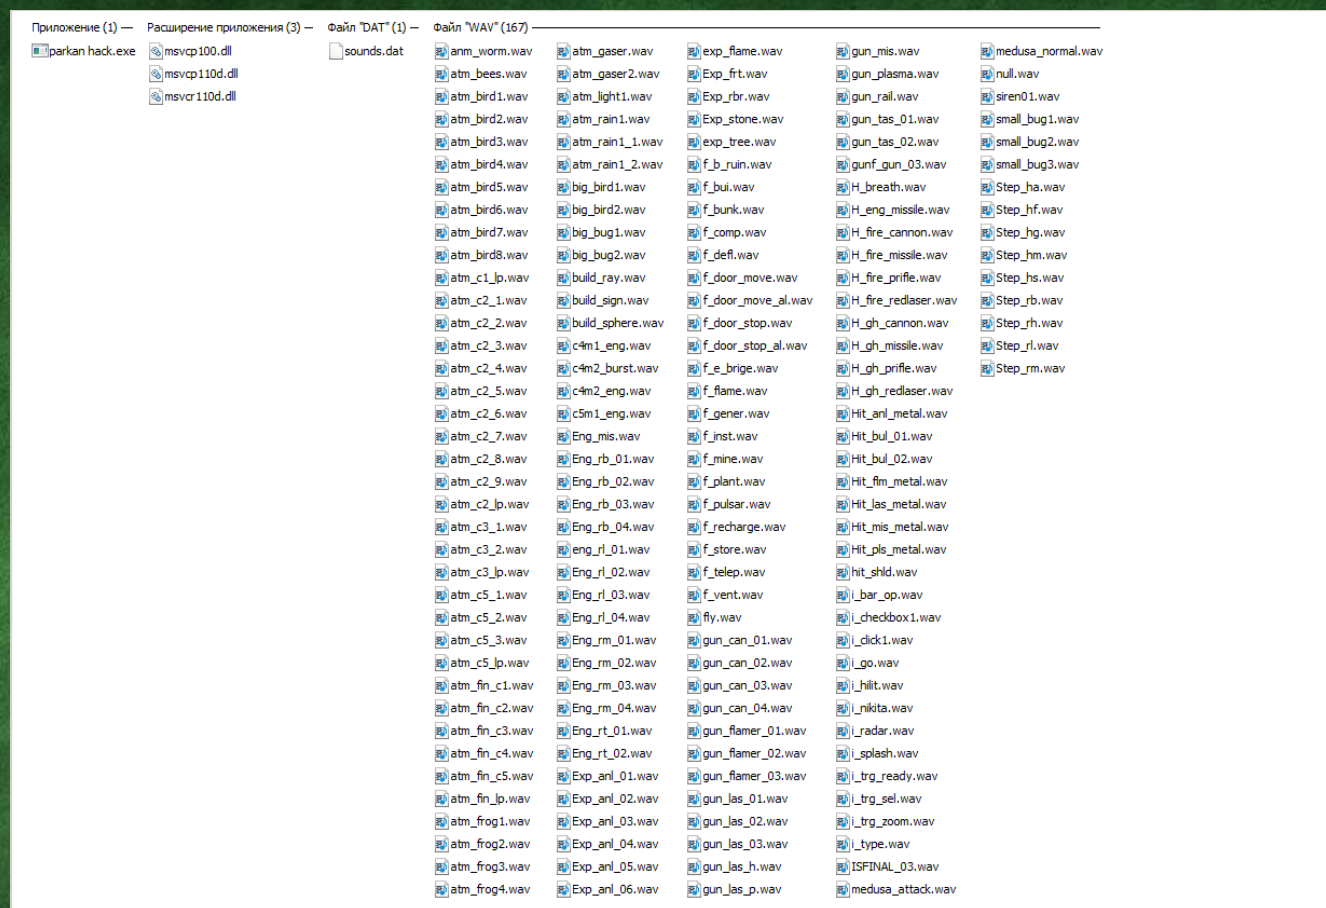 Приложение (1)
parkan hack.exe
Расширение приложения (3)
msvcp100.dll
msvcp110d.dll
msvcr110d.dll
Файл "DAT" (1)
sounds.dat
Файл "WAV" (167)
anm_worm.wav
atm_bees.wav
atm_bird1.wav
atm_bird2.wav
atm_bird3.wav
atm_bird4.wav
atm_bird5.wav
atm_bird6.wav
atm_bird7.wav
atm_bird8.wav
atm_c1_lp.wav
atm_c2_1.wav
atm_c2_2.wav
atm_c2_3.wav
atm_c2_4.wav
atm_c2_5.wav
atm_c2_6.wav
atm_c2_7.wav
atm_c2_8.wav
atm_c2_9.wav
atm_c2_lp.wav
atm_c3_1.wav
atm_c3_2.wav
atm_c3_lp.wav
atm_c5_1.wav
atm_c5_2.wav
atm_c5_3.wav
atm_c5_lp.wav
atm_fin_c1.wav
atm_fin_c2.wav
atm_fin_c3.wav
atm_fin_c4.wav
atm_fin_c5.wav
atm_fin_lp.wav
atm_frog1.wav
atm_frog2.wav
atm_frog3.wav
atm_frog4.wav
atm_gaser.wav
atm_gaser2.wav
atm_light1.wav
atm_rain1.wav
atm_rain1_1.wav
atm_rain1_2.wav
big_bird1.wav
big_bird2.wav
big_bug1.wav
big_bug2.wav
build_ray.wav
build_sign.wav
build_sphere.wav
c4m1_eng.wav
c4m2_burst.wav
c4m2_eng.wav
c5m1_eng.wav
Eng_mis.wav
Eng_rb_01.wav
Eng_rb_02.wav
Eng_rb_03.wav
Eng_rb_04.wav
eng_rl_01.wav
Eng_rl_02.wav
Eng_rl_03.wav
Eng_rl_04.wav
Eng_rm_01.wav
Eng_rm_02.wav
Eng_rm_03.wav
Eng_rm_04.wav
Eng_rt_01.wav
Eng_rt_02.wav
Exp_anl_01.wav
Exp_anl_02.wav
Exp_anl_03.wav
Exp_anl_04.wav
Exp_anl_05.wav
Exp_anl_06.wav
exp_flame.wav
Exp_frt.wav
Exp_rbr.wav
Exp_stone.wav
exp_tree.wav
f_b_ruin.wav
f_bui.wav
f_bunk.wav
f_comp.wav
f_defl.wav
f_door_move.wav
f_door_move_al.wav
f_door_stop.wav
f_door_stop_al.wav
f_e_brige.wav
f_flame.wav
f_gener.wav
f_inst.wav
f_mine.wav
f_plant.wav
f_pulsar.wav
f_recharge.wav
f_store.wav
f_telep.wav
f_vent.wav
fly.wav
gun_can_01.wav
gun_can_02.wav
gun_can_03.wav
gun_can_04.wav
gun_flamer_01.wav
gun_flamer_02.wav
gun_flamer_03.wav
gun_las_01.wav
gun_las_02.wav
gun_las_03.wav
gun_las_h.wav
gun_las_p.wav
gun_mis.wav
gun_plasma.wav
gun_rail.wav
gun_tas_01.wav
gun_tas_02.wav
gunf_gun_03.wav
H_breath.wav
H_eng_missile.wav
H_fire_cannon.wav
H_fire_missile.wav
H_fire_prifle.wav
H_fire_redlaser.wav
H_gh_cannon.wav
H_gh_missile.wav
H_gh_prifle.wav
H_gh_redlaser.wav
Hit_anl_metal.wav
Hit_bul_01.wav
Hit_bul_02.wav
Hit_flm_metal.wav
Hit_las_metal.wav
Hit_mis_metal.wav
Hit_pls_metal.wav
hit_shld.wav
i_bar_op.wav
i_checkbox1.wav
i_click1.wav
i_go.wav
i_hilit.wav
i_nikita.wav
i_radar.wav
i_splash.wav
i_trg_ready.wav
i_trg_sel.wav
i_trg_zoom.wav
i_type.wav
ISFINAL_03.wav
medusa_attack.wav
medusa_normal.wav
null.wav
siren01.wav
small_bug1.wav
small_bug2.wav
small_bug3.wav
Step_ha.wav
Step_hf.wav
Step_hg.wav
Step_hm.wav
Step_hs.wav
Step_rb.wav
Step_rh.wav
Step_rl.wav
Step_rm.wav